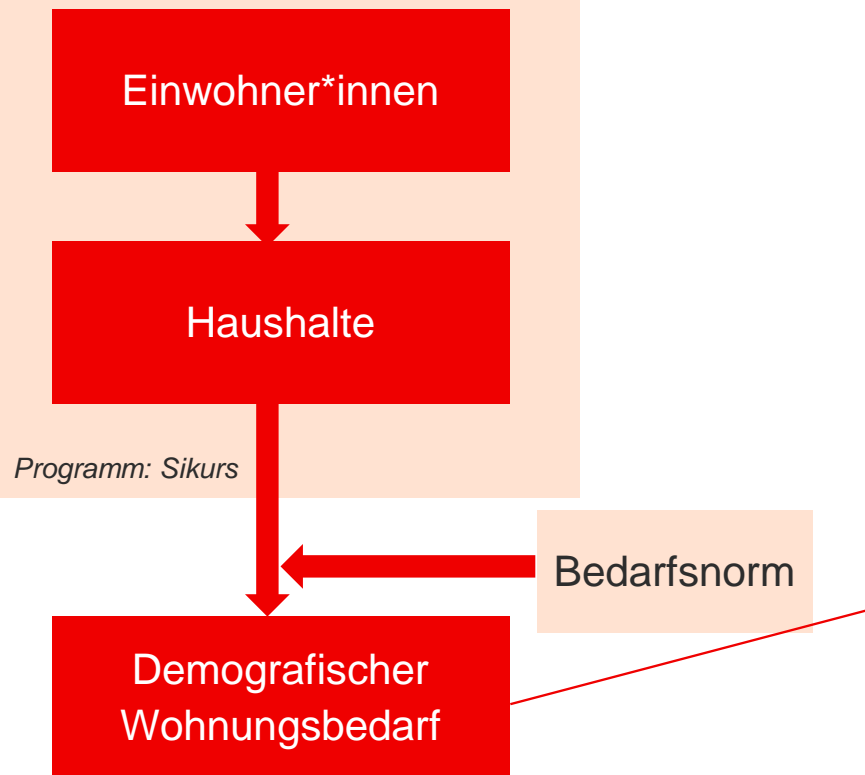 Einwohner*innen
Haushalte
Programm: Sikurs
Bedarfsnorm
Demografischer
Wohnungsbedarf